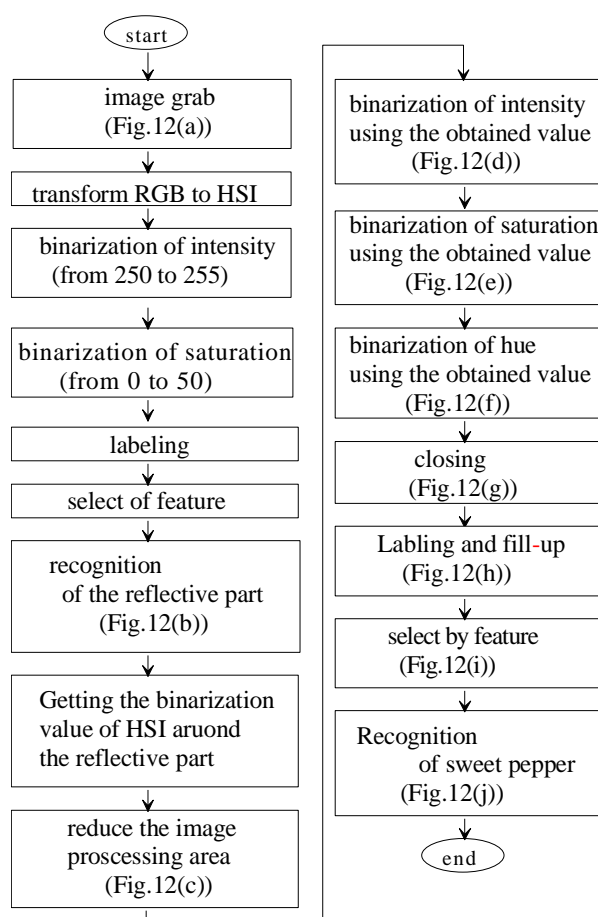 start
image grab
(Fig.12(a))
transform RGB to HSI
binarization of intensity
(from 250 to 255)
binarization of saturation
(from 0 to 50)
labeling
select of feature
recognition
of the reflective part
(Fig.12(b))
Getting the binarization
value of HSI aruond
the reflective part
reduce the image
proscessing area
(Fig.12(c))
binarization of intensity
using the obtained value
(Fig.12(d))
binarization of saturation
using the obtained value
(Fig.12(e))
binarization of hue
using the obtained value
(Fig.12(f))
closing
(Fig.12(g))
Labling and fill-up
(Fig.12(h))
select by feature
(Fig.12(i))
Recognition
of sweet pepper
(Fig.12(j))
end